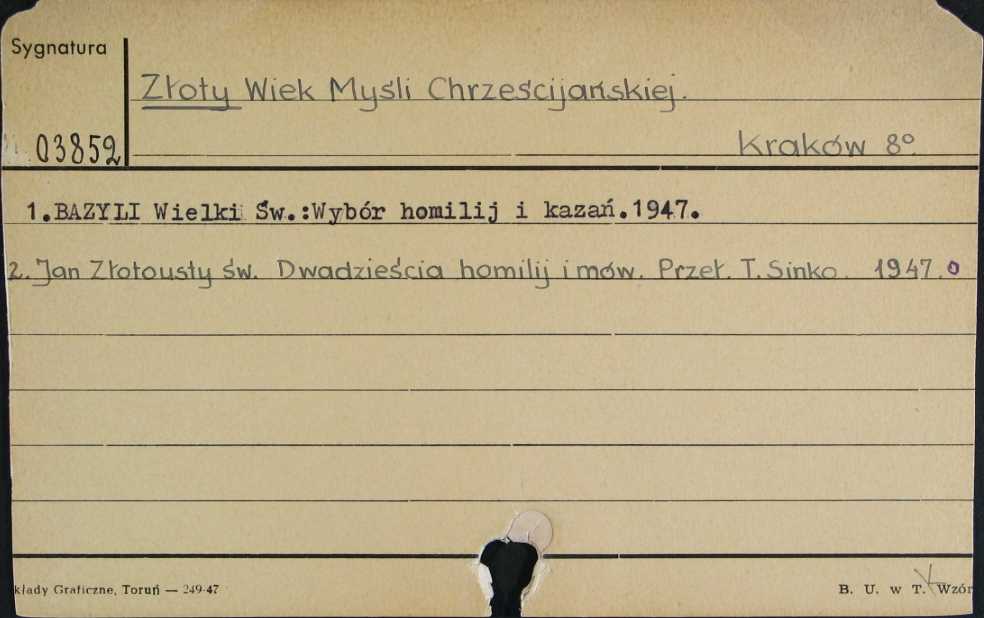 Sygnatura
Złoty Wiek Myśli Chrześcijańskiej.
03852
Kraków 8°
1.BAZYLI Wielki Św.:Wybór homilij i kazań.1947.
2. Jan Złotousty św. Dwadzieścia homilij i mów. Przeł. T. Sinko. 1947.
kłady Graficzne, Toruń — 249-47
B. U. w T. Wzór